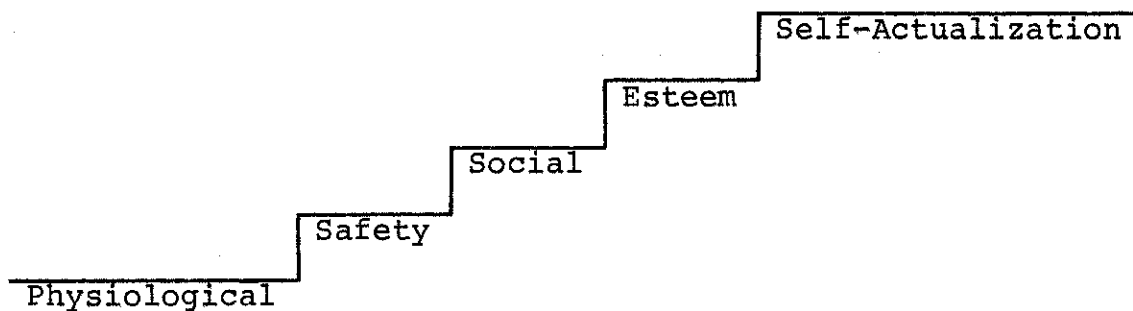 Self-Actualization
Esteem
Social
Safety
Physiological